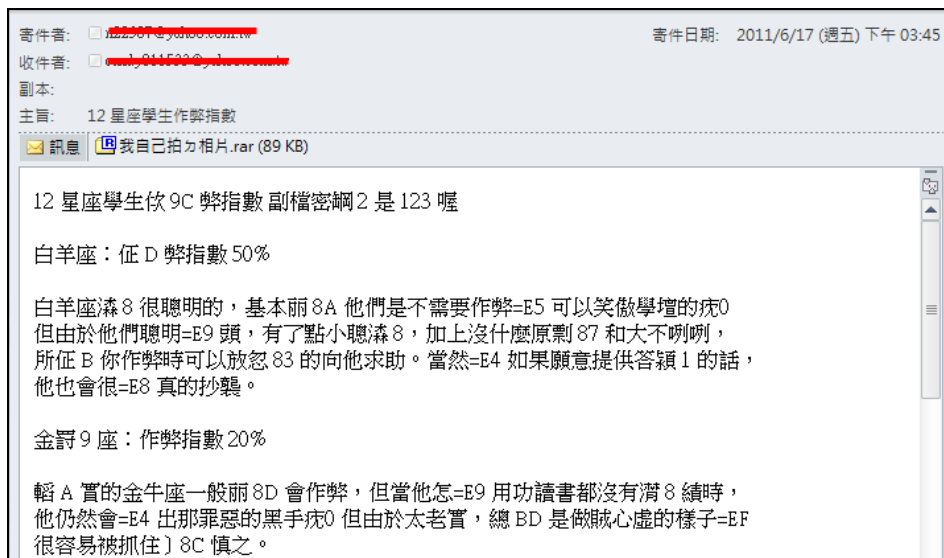 寄件者:
寄件日期: 2011/6/17 (週五) 下午 03:45
收件者:
副本:
主旨: 12 星座學生作弊指數
訊息 我自己拍ㄉ相片.rar (89 KB)
12 星座學生佽 9C 弊指數 副檔密鋼 2 是 123 喔
白羊座：佂 D 弊指數 50%
白羊座潹 8 很聰明的，基本丽 8A 他們是不需要作弊=E5 可以笑傲學壇的疣0
但由於他們聰明=E9 頭，有了點小聰潹 8，加上沒什麼原剽 87 和大不咧咧，
所佂 B 你作弊時可以放忽 83 的向他求助。當然=E4 如果願意提供答穎 1 的話，
他也會很=E8 真的抄襲。
金罸 9 座：作弊指數 20%
轁 A 實的金牛座一般丽 8D 會作弊，但當他怎=E9 用功讀書都沒有潸 8 績時，
他仍然會=E4 出那罪惡的黑手疣0 但由於太老實，總 BD 是做賊心虛的樣子=EF
很容易被抓住〕8C 慎之。